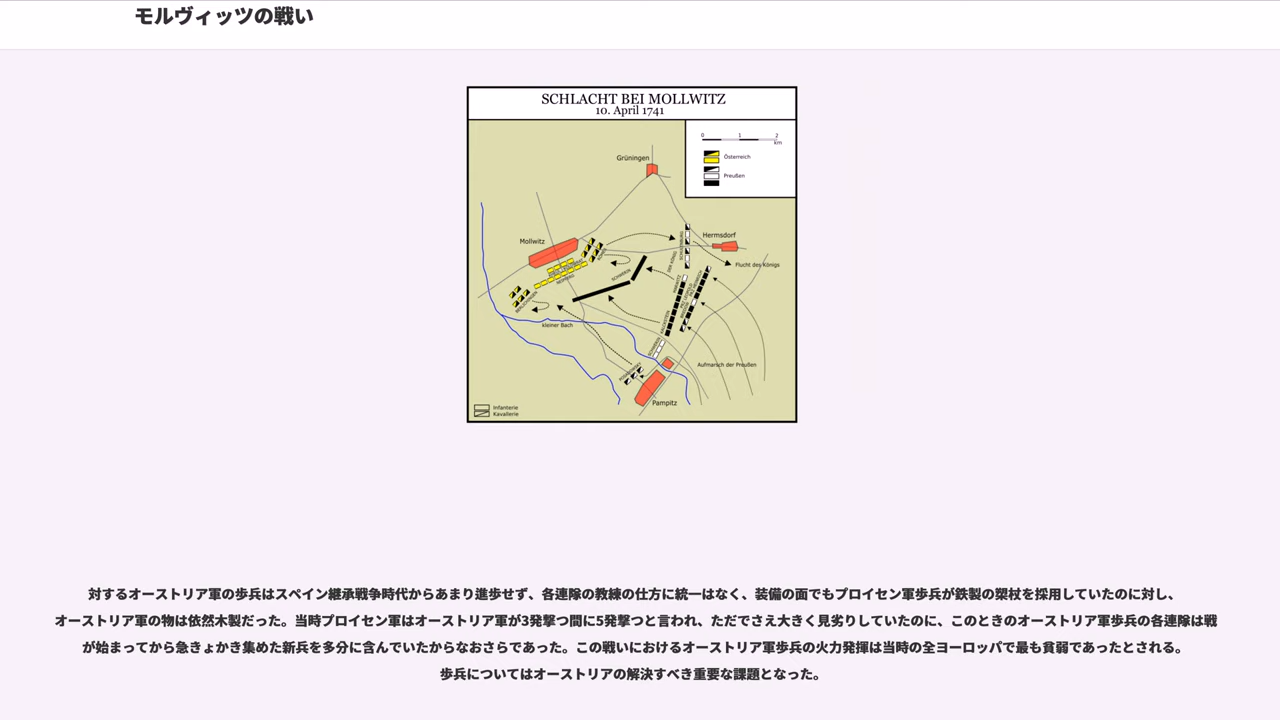 モルヴィッツの戦い
SCHLACHT BEI MOLLWITZ
10. April 1741
0 1 2
km
Österreich
Preußen
Grüningen
Mollwitz
Hermsdorf
Flucht des Königs
kleiner Bach
Aufmarsch der Preußen
Pampitz
Infanterie
Kavallerie
対するオーストリア軍の歩兵はスペイン継承戦争時代からあまり進歩せず、各連隊の教練の仕方に統一はなく、装備の面でもプロイセン軍歩兵が鉄製の槊杖を採用していたのに対し、
オーストリア軍の物は依然木製だった。当時プロイセン軍はオーストリア軍が3発撃つ間に5発撃つと言われ、ただでさえ大きく見劣りしていたのに、このときのオーストリア軍歩兵の各連隊は戦
が始まってから急きょかき集めた新兵を多分に含んでいたからなおさらであった。この戦いにおけるオーストリア軍歩兵の火力発揮は当時の全ヨーロッパで最も貧弱であったとされる。
歩兵についてはオーストリアの解決すべき重要な課題となった。